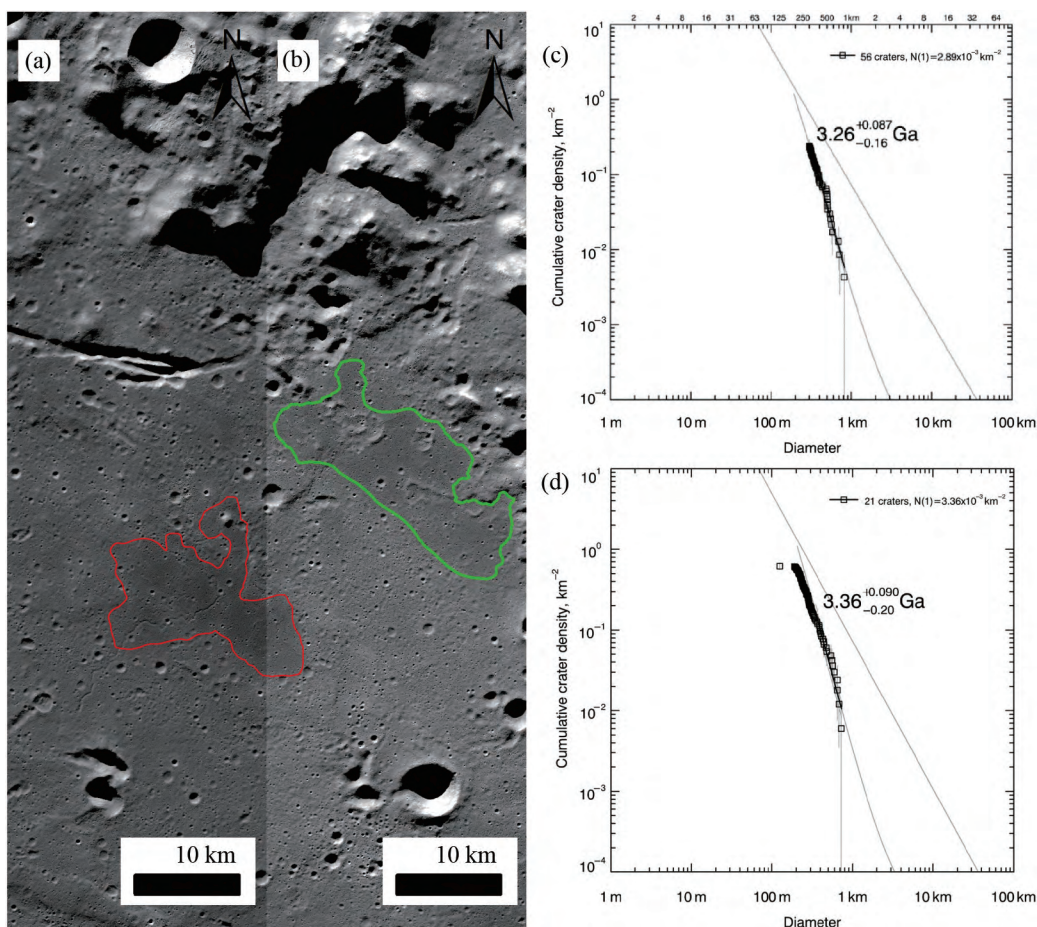 (a)
N
(b)
N
10 km
10 km
(c)
2 4 8 16 31 63 125 250 500 1km 2 4 8 16 32 64
56 craters, N(1)=2.89x10⁻³ km⁻²
3.26 +0.087 −0.16 Ga
Cumulative crater density, km⁻²
10¹
10⁰
10⁻¹
10⁻²
10⁻³
10⁻⁴
1 m 10 m 100 m 1 km 10 km 100 km
Diameter
(d)
21 craters, N(1)=3.36x10⁻³ km⁻²
3.36 +0.090 −0.20 Ga
Cumulative crater density, km⁻²
10¹
10⁰
10⁻¹
10⁻²
10⁻³
10⁻⁴
1 m 10 m 100 m 1 km 10 km 100 km
Diameter